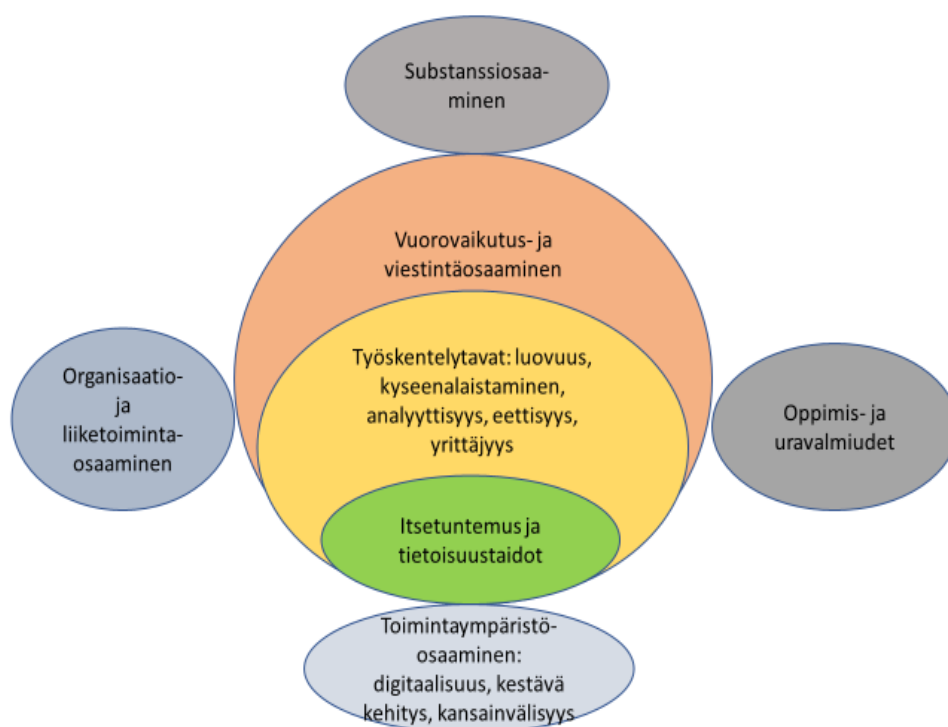 Substanssiosaa-
minen
Vuorovaikutus- ja
viestintäosaaminen
Työskentelytavat: luovuus,
kyseenalaistaminen,
analyyttisyys, eettisyys,
yrittäjyys
Organisaatio-
ja
liiketoiminta-
osaaminen
Oppimis- ja
uravalmiudet
Itsetuntemus ja
tietoisuustaidot
Toimintaympäristö-
osaaminen:
digitaalisuus, kestävä
kehitys, kansainvälisyys